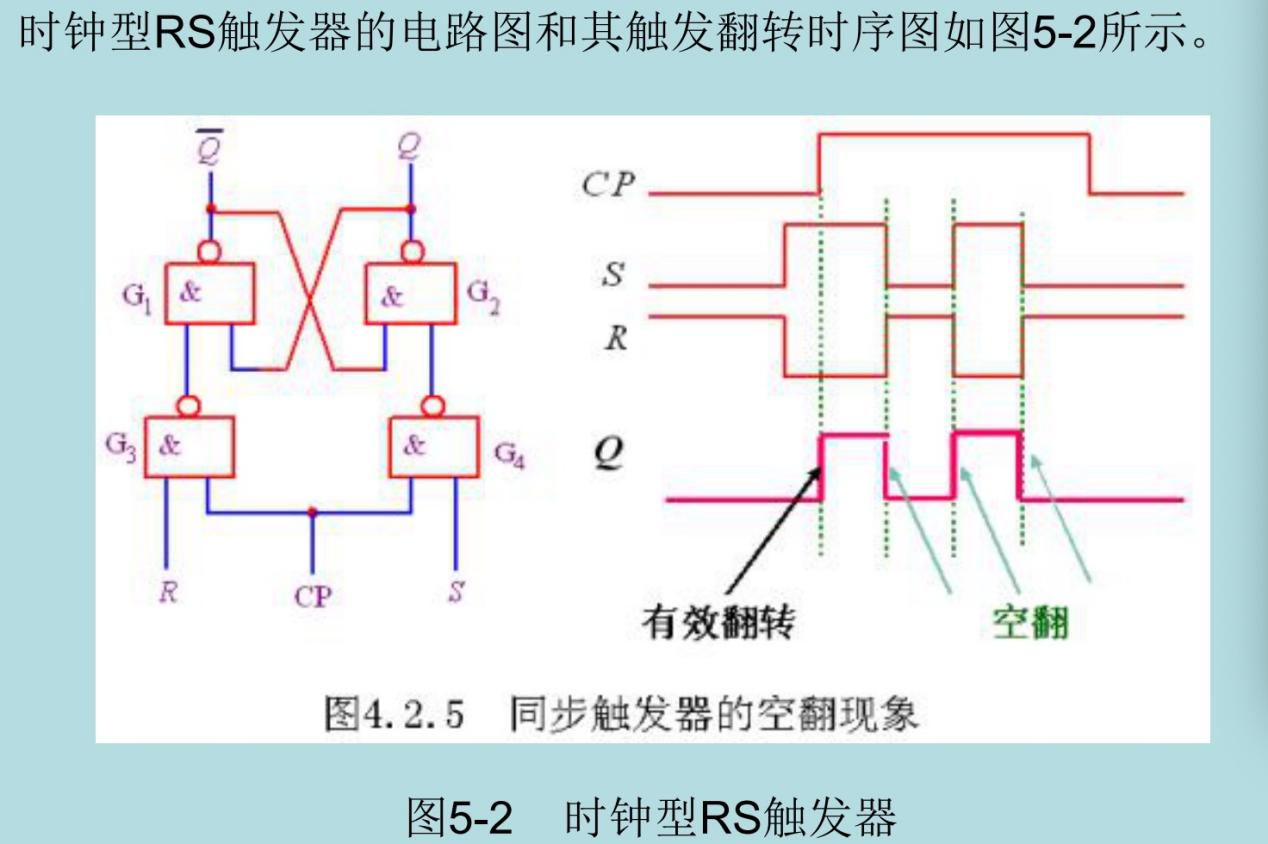 时钟型RS触发器的电路图和其触发翻转时序图如图5-2所示。
Q̅ Q
CP
S
G₁ & & G₂
R
G₃ & & G₄
Q
R CP S
有效翻转 空翻
图4.2.5 同步触发器的空翻现象
图5-2 时钟型RS触发器